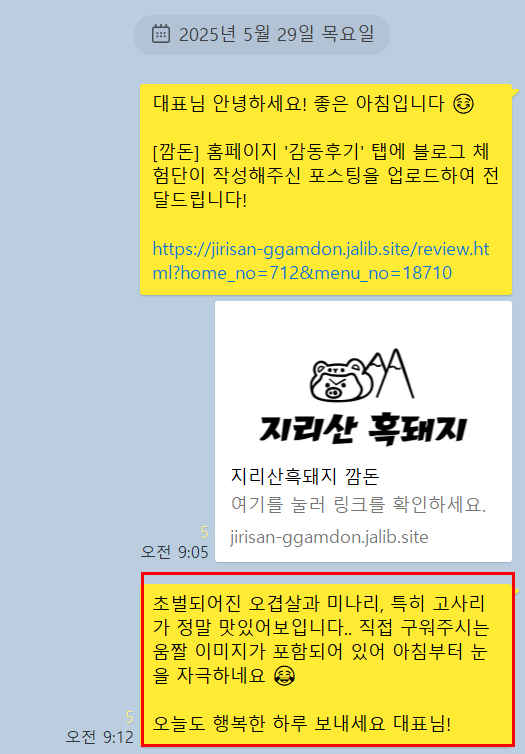 2025년 5월 29일 목요일
대표님 안녕하세요! 좋은 아침입니다
[깜돈] 홈페이지 '감동후기' 탭에 블로그 체
험단이 작성해주신 포스팅을 업로드하여 전
달드립니다!
https://jirisan-ggamdon.jalib.site/review.ht
ml?home_no=712&menu_no=18710
지리산 흑돼지
지리산흑돼지 깜돈
여기를 눌러 링크를 확인하세요.
jirisan-ggamdon.jalib.site
5
오전 9:05
초벌되어진 오겹살과 미나리, 특히 고사리
가 정말 맛있어보입니다.. 직접 구워주시는
움짤 이미지가 포함되어 있어 아침부터 눈
을 자극하네요
오늘도 행복한 하루 보내세요 대표님!
5
오전 9:12